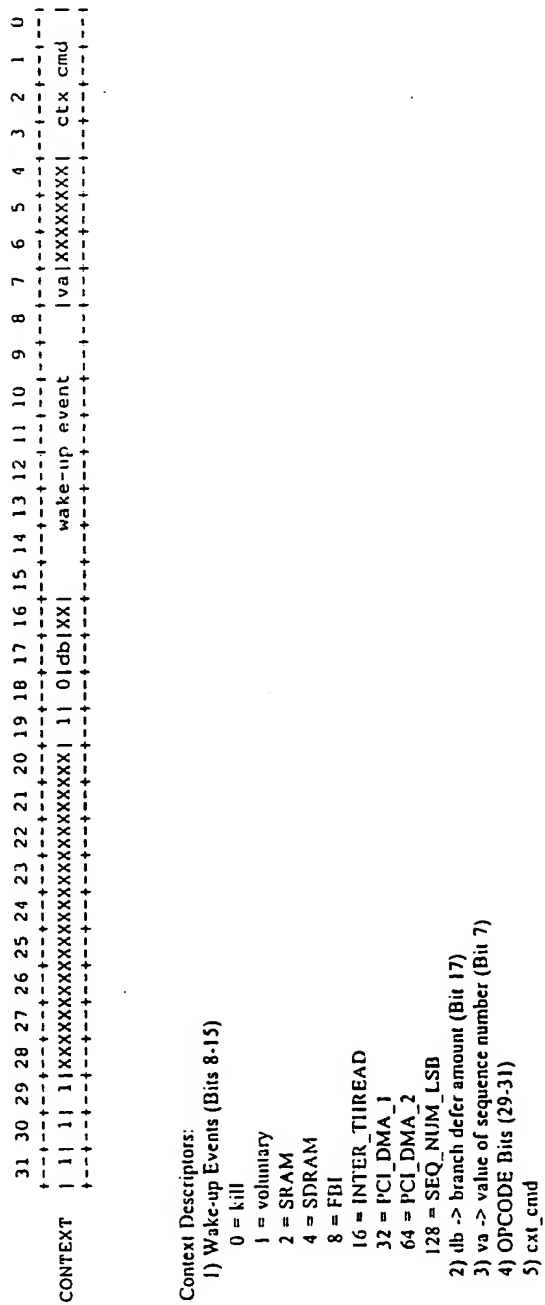 31 30 29 28 27 26 25 24 23 22 21 20 19 18 17 16 15 14 13 12 11 10 9 8 7 6 5 4 3 2 1 0
+--+--+--+--+--+--+--+--+--+--+--+--+--+--+--+--+--+--+--+--+--+--+--+--+--+--+--+--+--+--+--+--+
CONTEXT | 1| 1| 1|XXXXXXXXXXXXXXXXXXXXXXXXXX| 1| 0|db|XX| wake-up event |va|XXXXXXXX| ctx cmd |
+--+--+--+--+--+--+--+--+--+--+--+--+--+--+--+--+--+--+--+--+--+--+--+--+--+--+--+--+--+--+--+--+
Context Descriptors:
1) Wake-up Events (Bits 8-15)
0 = kill
1 = voluntary
2 = SRAM
4 = SDRAM
8 = FBI
16 = INTER_THREAD
32 = PCI_DMA_1
64 = PCI_DMA_2
128 = SEQ_NUM_LSB
2) db -> branch defer amount (Bit 17)
3) va -> value of sequence number (Bit 7)
4) OPCODE Bits (29-31)
5) cxt_cmd